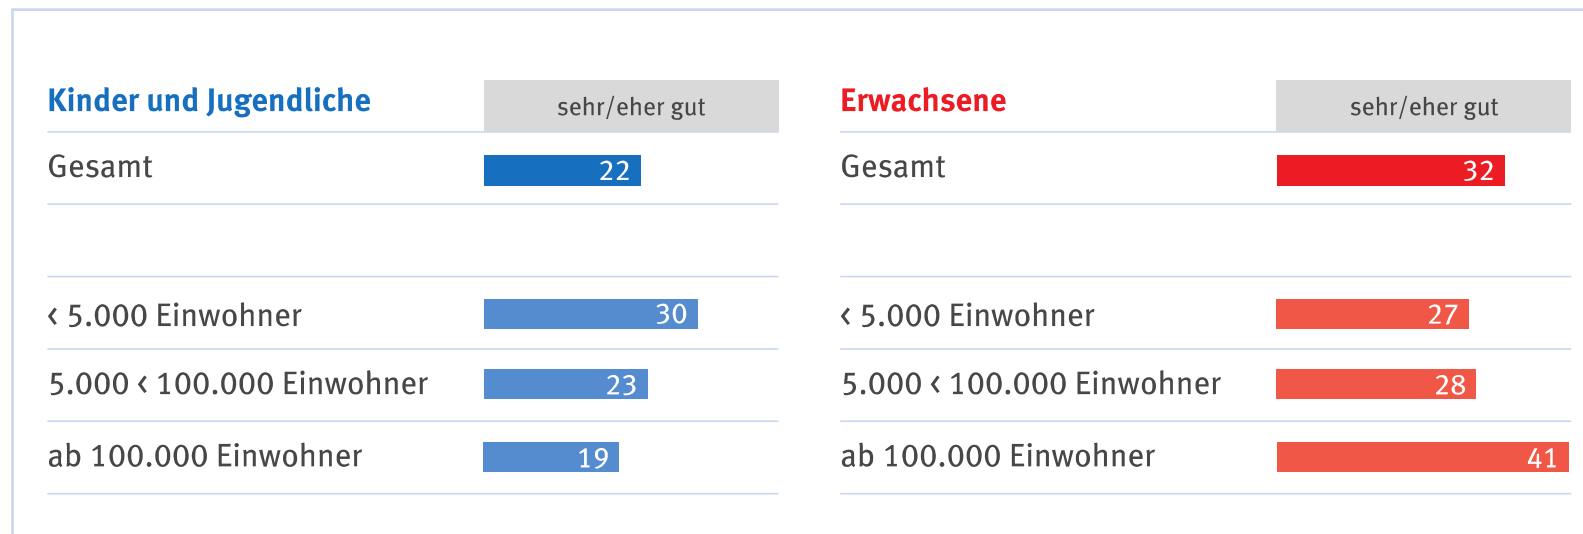 Kinder und Jugendliche sehr/eher gut
Gesamt 22
< 5.000 Einwohner 30
5.000 < 100.000 Einwohner 23
ab 100.000 Einwohner 19
Erwachsene sehr/eher gut
Gesamt 32
< 5.000 Einwohner 27
5.000 < 100.000 Einwohner 28
ab 100.000 Einwohner 41